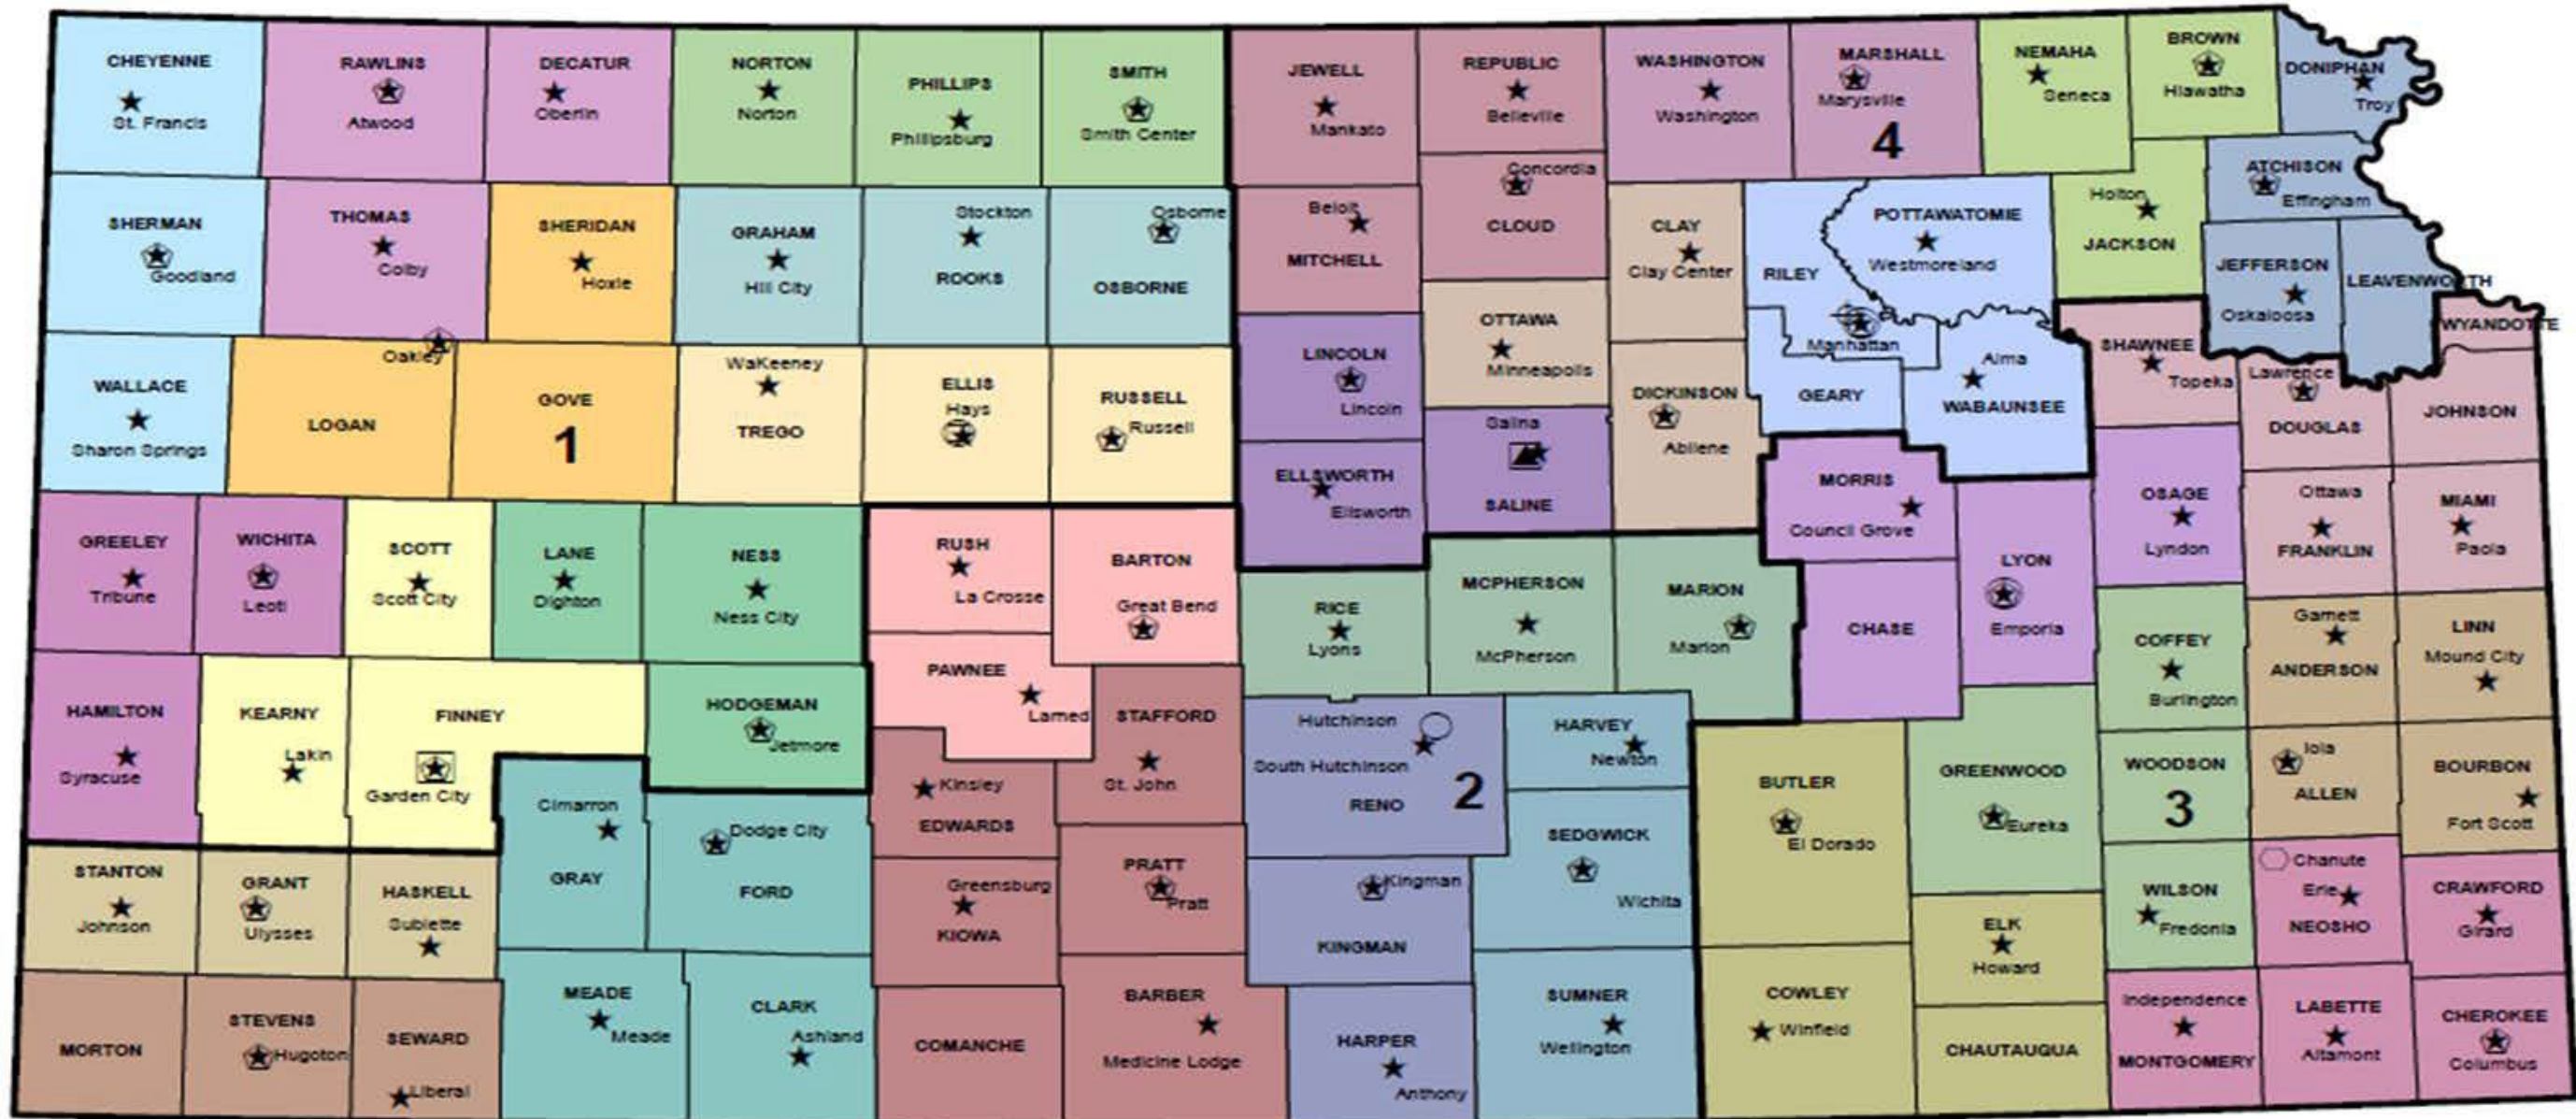 CHEYENNE
St. Francis
RAWLINS
Atwood
DECATUR
Oberlin
NORTON
Norton
PHILLIPS
Phillipsburg
SMITH
Smith Center
JEWELL
Mankato
REPUBLIC
Belleville
WASHINGTON
Washington
MARSHALL
Marysville
4
NEMAHA
Seneca
BROWN
Hiawatha
DONIPHAN
Troy
SHERMAN
Goodland
THOMAS
Colby
SHERIDAN
Hoxie
GRAHAM
Hill City
Stockton
ROOKS
Osborne
OSBORNE
Beloit
MITCHELL
Concordia
CLOUD
CLAY
Clay Center
RILEY
POTTAWATOMIE
Westmoreland
Manhattan
Holton
JACKSON
ATCHISON
Effingham
JEFFERSON
Oskaloosa
LEAVENWORTH
WYANDOTTE
WALLACE
Sharon Springs
Oakley
LOGAN
GOVE
1
WaKeeney
TREGO
ELLIS
Hays
RUSSELL
Russell
LINCOLN
Lincoln
OTTAWA
Minneapolis
DICKINSON
Abilene
GEARY
Alma
WABAUNSEE
SHAWNEE
Topeka
Lawrence
DOUGLAS
JOHNSON
ELLSWORTH
Ellsworth
Salina
SALINE
MORRIS
Council Grove
GREELEY
Tribune
WICHITA
Leoti
SCOTT
Scott City
LANE
Dighton
NESS
Ness City
RUSH
La Crosse
BARTON
Great Bend
RICE
Lyons
MCPHERSON
McPherson
MARION
Marion
CHASE
LYON
Emporia
OSAGE
Lyndon
Ottawa
FRANKLIN
MIAMI
Paola
HAMILTON
Syracuse
KEARNY
Lakin
FINNEY
Garden City
HODGEMAN
Jetmore
PAWNEE
Larned
STAFFORD
St. John
Hutchinson
South Hutchinson
RENO
2
HARVEY
Newton
COFFEY
Burlington
Garnett
ANDERSON
LINN
Mound City
Cimarron
GRAY
Dodge City
FORD
Kinsley
EDWARDS
BUTLER
El Dorado
GREENWOOD
Eureka
WOODSON
3
Iola
ALLEN
BOURBON
Fort Scott
STANTON
Johnson
GRANT
Ulysses
HASKELL
Sublette
Greensburg
KIOWA
PRATT
Pratt
Kingman
KINGMAN
SEDGWICK
Wichita
ELK
Howard
WILSON
Fredonia
Chanute
Erie
NEOSHO
CRAWFORD
Girard
MORTON
STEVENS
Hugoton
SEWARD
Liberal
MEADE
Meade
CLARK
Ashland
COMANCHE
BARBER
Medicine Lodge
HARPER
Anthony
SUMNER
Wellington
COWLEY
Winfield
CHAUTAUQUA
Independence
MONTGOMERY
LABETTE
Altamont
CHEROKEE
Columbus